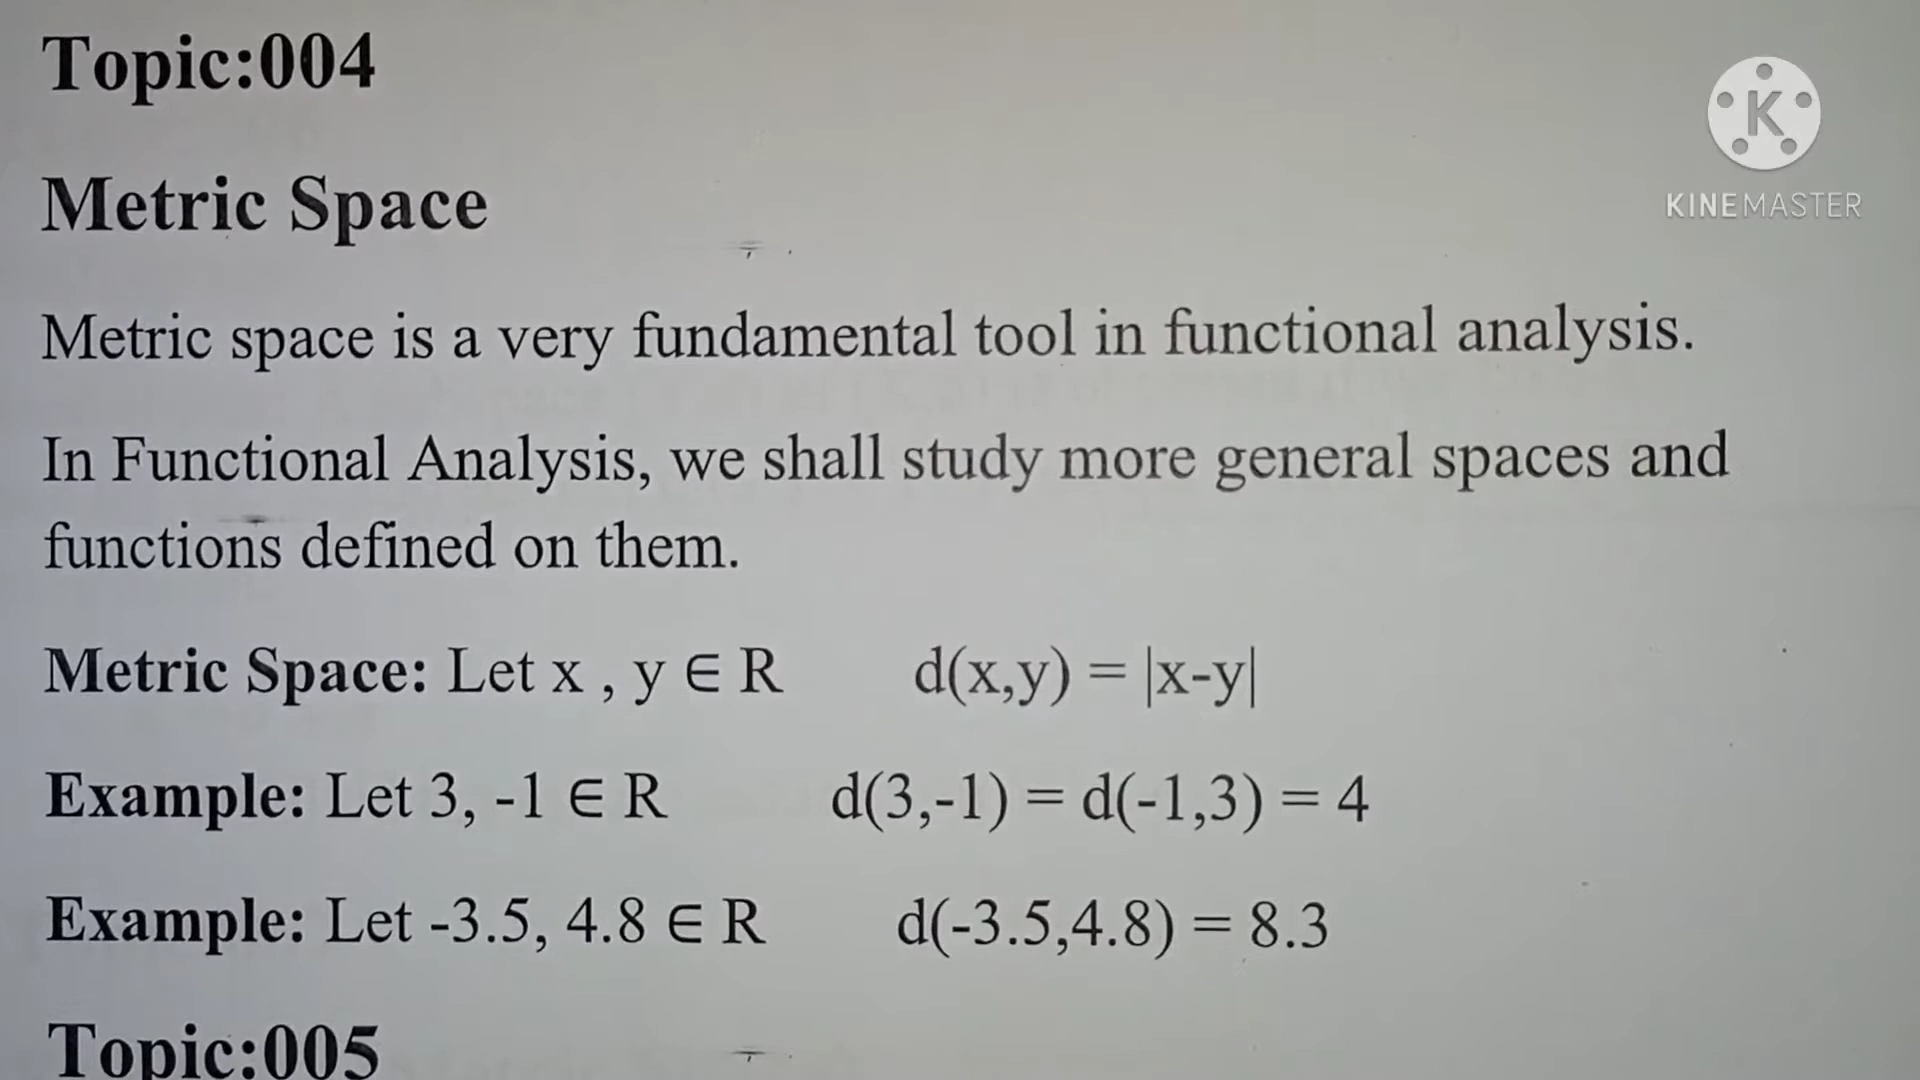 Topic:004
KINEMASTER
Metric Space
Metric space is a very fundamental tool in functional analysis.
In Functional Analysis, we shall study more general spaces and
functions defined on them.
Metric Space: Let x , y ∈ R d(x,y) = |x-y|
Example: Let 3, -1 ∈ R d(3,-1) = d(-1,3) = 4
Example: Let -3.5, 4.8 ∈ R d(-3.5,4.8) = 8.3
Topic:005